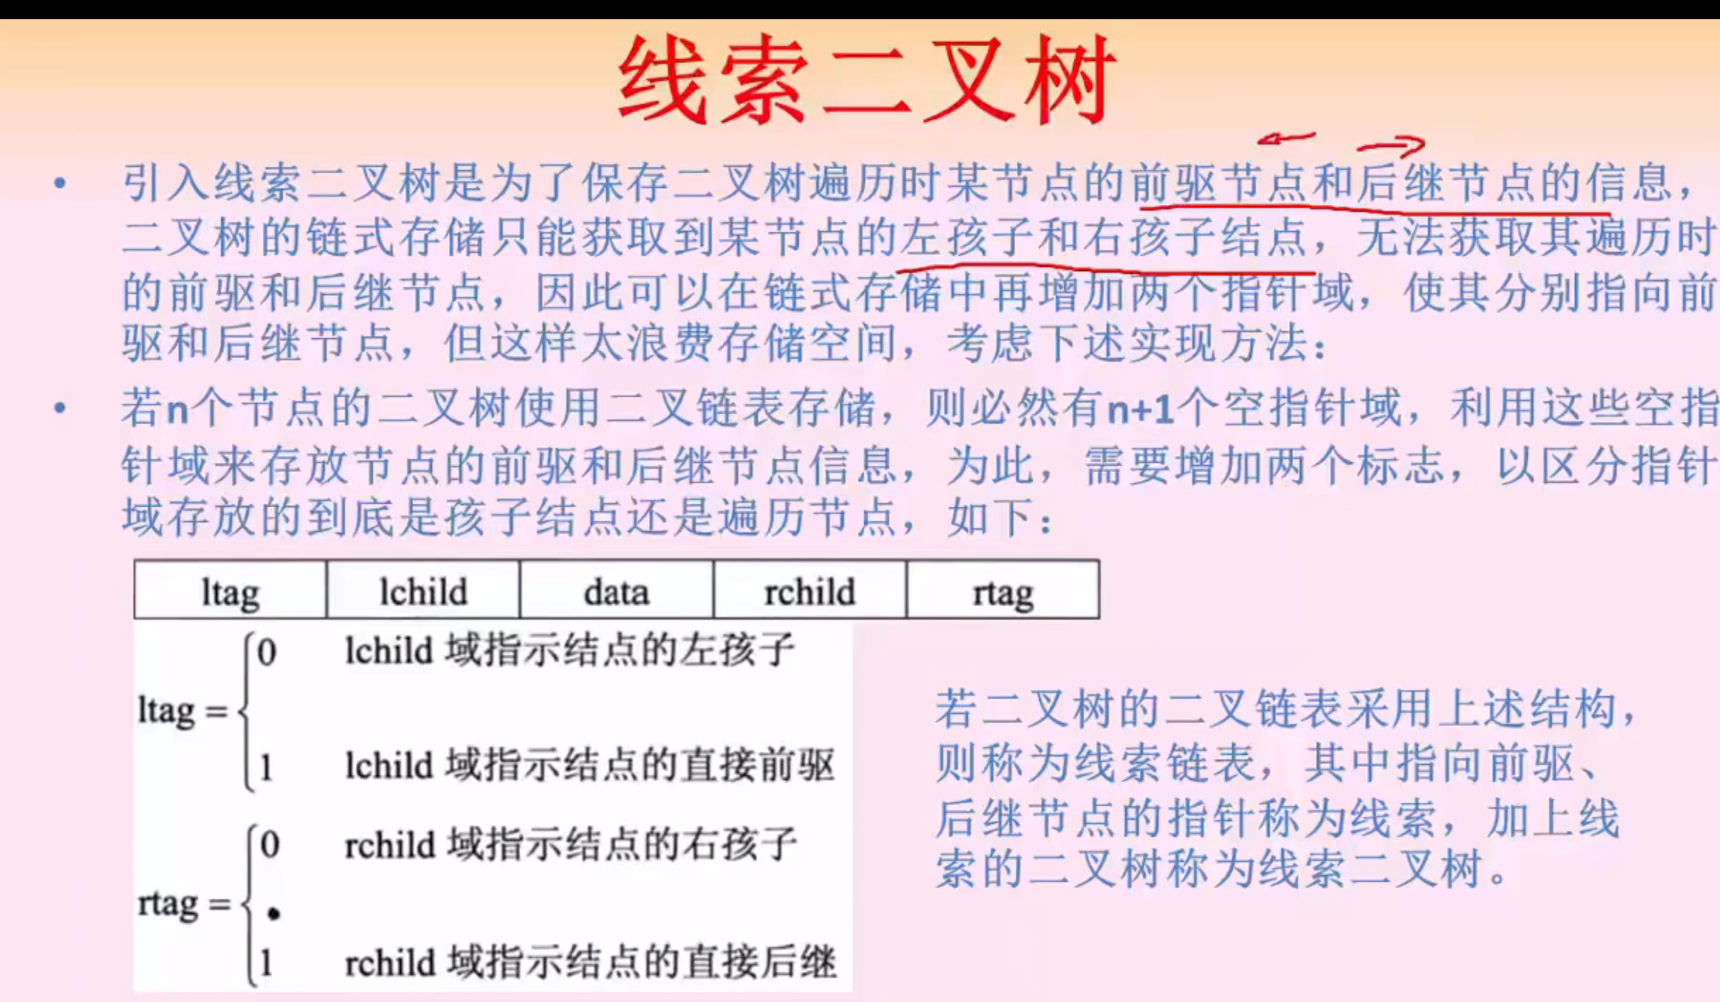 线索二叉树
• 引入线索二叉树是为了保存二叉树遍历时某节点的前驱节点和后继节点的信息，
二叉树的链式存储只能获取到某节点的左孩子和右孩子结点，无法获取其遍历时
的前驱和后继节点，因此可以在链式存储中再增加两个指针域，使其分别指向前
驱和后继节点，但这样太浪费存储空间，考虑下述实现方法：
• 若n个节点的二叉树使用二叉链表存储，则必然有n+1个空指针域，利用这些空指
针域来存放节点的前驱和后继节点信息，为此，需要增加两个标志，以区分指针
域存放的到底是孩子结点还是遍历节点，如下：
ltag lchild data rchild rtag
0 lchild 域指示结点的左孩子
ltag =
1 lchild 域指示结点的直接前驱
0 rchild 域指示结点的右孩子
rtag =
1 rchild 域指示结点的直接后继
若二叉树的二叉链表采用上述结构，
则称为线索链表，其中指向前驱、
后继节点的指针称为线索，加上线
索的二叉树称为线索二叉树。